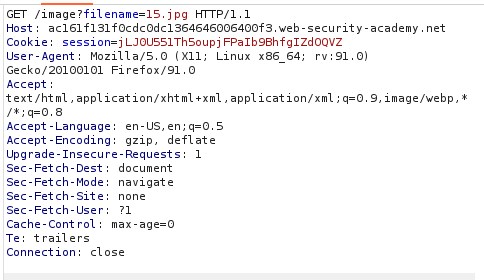 GET /image?filename=15.jpg HTTP/1.1
Host: ac161f131f0cdc0dc1364646006400f3.web-security-academy.net
Cookie: session=jLJ0U551Th5oupjFPaIb9BhfgIZdOQVZ
User-Agent: Mozilla/5.0 (X11; Linux x86_64; rv:91.0)
Gecko/20100101 Firefox/91.0
Accept:
text/html,application/xhtml+xml,application/xml;q=0.9,image/webp,*
/*;q=0.8
Accept-Language: en-US,en;q=0.5
Accept-Encoding: gzip, deflate
Upgrade-Insecure-Requests: 1
Sec-Fetch-Dest: document
Sec-Fetch-Mode: navigate
Sec-Fetch-Site: none
Sec-Fetch-User: ?1
Cache-Control: max-age=0
Te: trailers
Connection: close